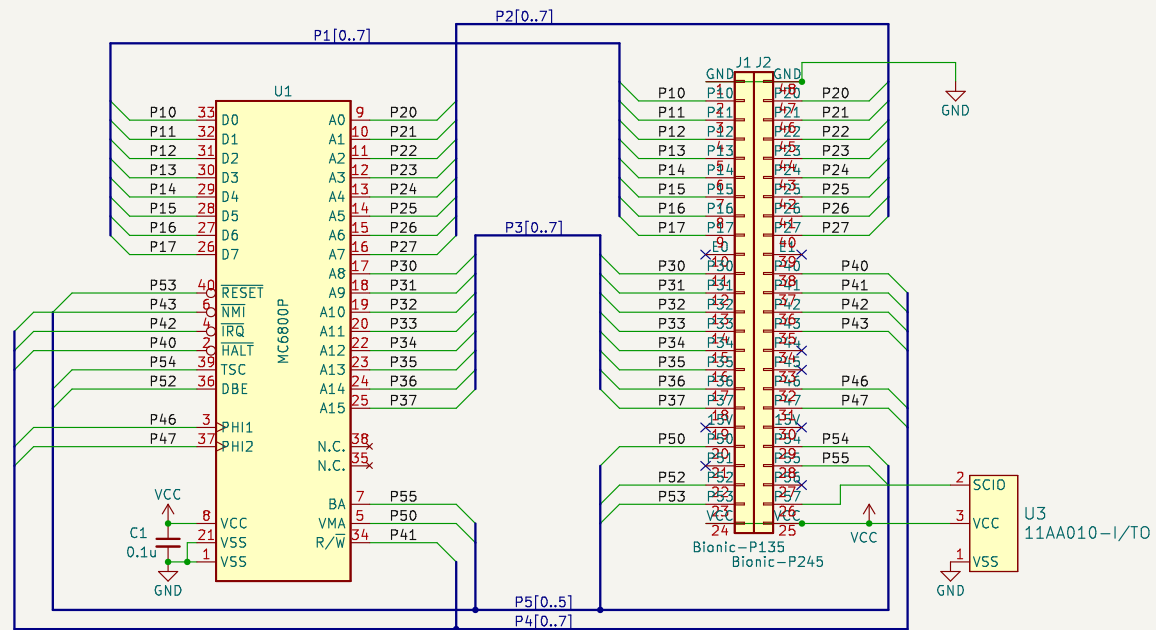 P2[0..7]
P1[0..7]
U1
MC6800P
P10 33 D0 A0 9 P20
P11 32 D1 A1 10 P21
P12 31 D2 A2 11 P22
P13 30 D3 A3 12 P23
P14 29 D4 A4 13 P24
P15 28 D5 A5 14 P25
P16 27 D6 A6 15 P26
P17 26 D7 A7 16 P27
A8 17 P30
P53 40 RESET A9 18 P31
P43 6 NMI A10 19 P32
P42 4 IRQ A11 20 P33
P40 2 HALT A12 22 P34
P54 39 TSC A13 23 P35
P52 36 DBE A14 24 P36
A15 25 P37
P46 3 PHI1
P47 37 PHI2 N.C. 38
N.C. 35
BA 7 P55
VCC
8 VCC VMA 5 P50
21 VSS R/W 34 P41
1 VSS
C1
0.1u
GND
P3[0..7]
J1 J2
GND GND
GND
P10 P20
P11 P21
P12 P22
P13 P23
P14 P24
P15 P25
P16 P26
P17 P27
E0 E1
P30 P40
P31 P41
P32 P42
P33 P43
P34
P35
P36 P46
P37 P47
15V 15V
P50 P54
P51 P55
P52 P56
P53 P57
VCC VCC
24 25
Bionic-P135
Bionic-P245
VCC
2 SCIO
3 VCC
1 VSS
U3
11AA010-I/TO
GND
P5[0..5]
P4[0..7]